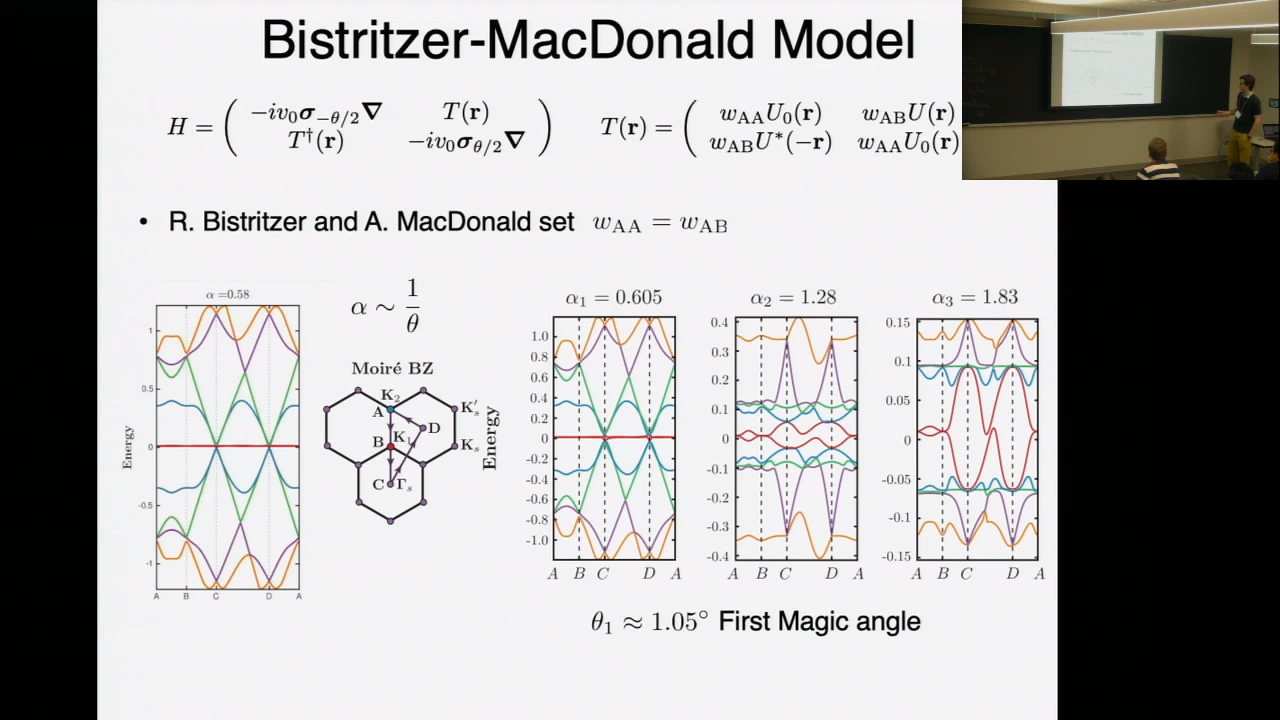 Bistritzer-MacDonald Model
H = ( −iv₀σ₋θ/₂∇ T(r)
T†(r) −iv₀σθ/₂∇ )
T(r) = ( w_AA U₀(r) w_AB U(r)
w_AB U*(−r) w_AA U₀(r)
• R. Bistritzer and A. MacDonald set w_AA = w_AB
α =0.58
1
0.5
0
-0.5
-1
Energy
A B C D A
α ∼ 1/θ
Moiré BZ
K₂
A
K'ₛ
D
B K₁
Kₛ
C Γₛ
Energy
α₁ = 0.605
1.0
0.8
0.6
0.4
0.2
0
-0.2
-0.4
-0.6
-0.8
-1.0
A B C D A
α₂ = 1.28
0.4
0.3
0.2
0.1
0
-0.1
-0.2
-0.3
-0.4
A B C D A
α₃ = 1.83
0.15
0.1
0.05
0
-0.05
-0.1
-0.15
A B C D A
θ₁ ≈ 1.05° First Magic angle